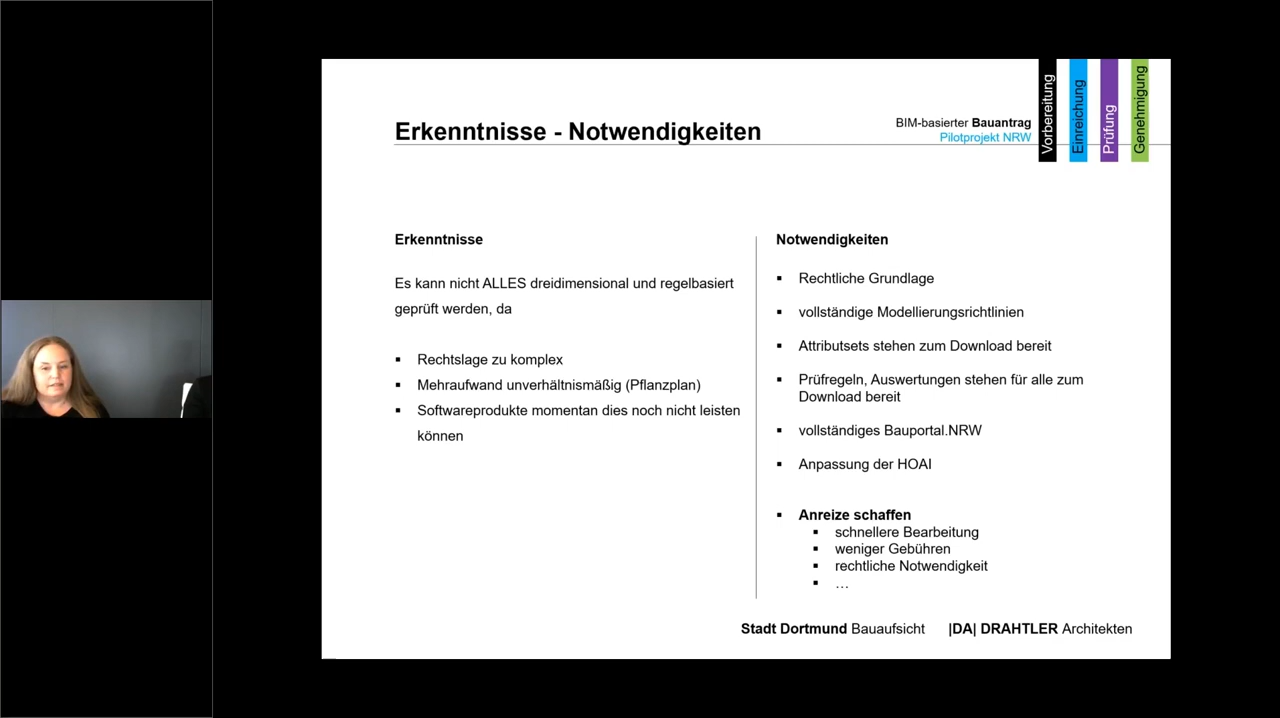 Erkenntnisse - Notwendigkeiten
BIM-basierter Bauantrag
Pilotprojekt NRW
Vorbereitung
Einreichung
Prüfung
Genehmigung
Erkenntnisse
Es kann nicht ALLES dreidimensional und regelbasiert
geprüft werden, da
▪ Rechtslage zu komplex
▪ Mehraufwand unverhältnismäßig (Pflanzplan)
▪ Softwareprodukte momentan dies noch nicht leisten
können
Notwendigkeiten
▪ Rechtliche Grundlage
▪ vollständige Modellierungsrichtlinien
▪ Attributsets stehen zum Download bereit
▪ Prüfregeln, Auswertungen stehen für alle zum
Download bereit
▪ vollständiges Bauportal.NRW
▪ Anpassung der HOAI
▪ Anreize schaffen
▪ schnellere Bearbeitung
▪ weniger Gebühren
▪ rechtliche Notwendigkeit
▪ …
Stadt Dortmund Bauaufsicht |DA| DRAHTLER Architekten